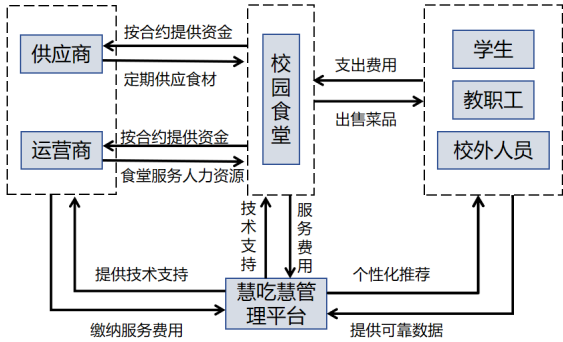 按合约提供资金
供应商
定期供应食材
按合约提供资金
运营商
食堂服务人力资源
校园食堂
支出费用
出售菜品
学生
教职工
校外人员
技术支持
服务费用
提供技术支持
个性化推荐
慧吃慧管
理平台
缴纳服务费用
提供可靠数据